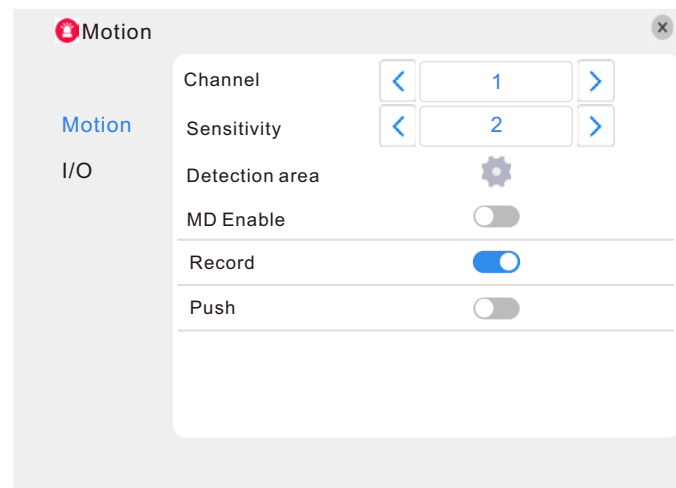 Motion
Channel 1
Motion
Sensitivity 2
I/O
Detection area
MD Enable
Record
Push